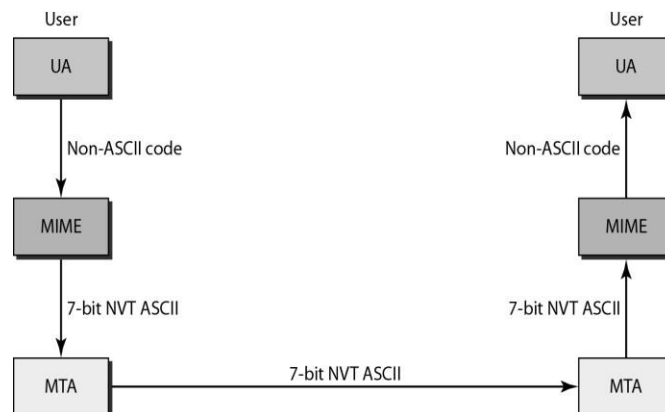 User
User
UA
UA
Non-ASCII code
Non-ASCII code
MIME
MIME
7-bit NVT ASCII
7-bit NVT ASCII
7-bit NVT ASCII
MTA
MTA